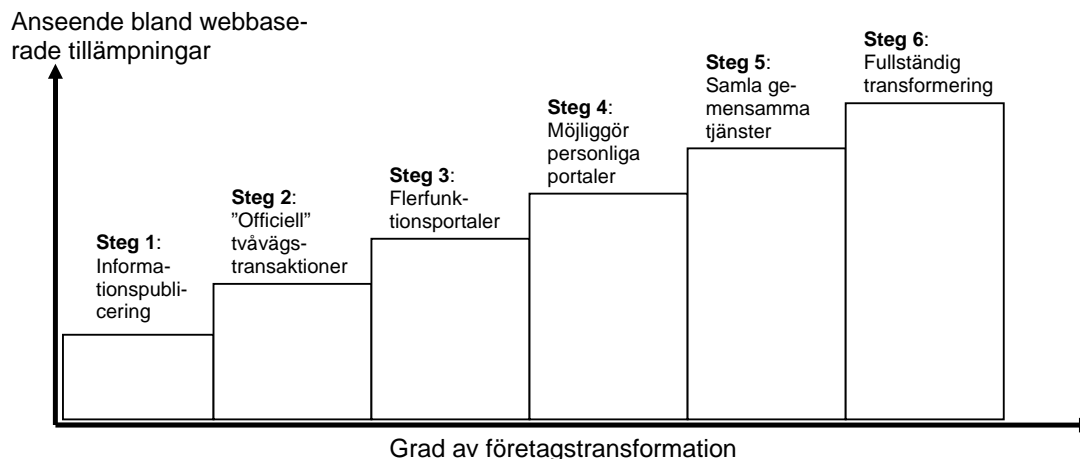 Anseende bland webbase-
rade tillämpningar
Steg 1:
Informa-
tionspubli-
cering
Steg 2:
”Officiell”
tvåvägs-
transaktioner
Steg 3:
Flerfunk-
tionsportaler
Steg 4:
Möjliggör
personliga
portaler
Steg 5:
Samla ge-
mensamma
tjänster
Steg 6:
Fullständig
transformering
Grad av företagstransformation